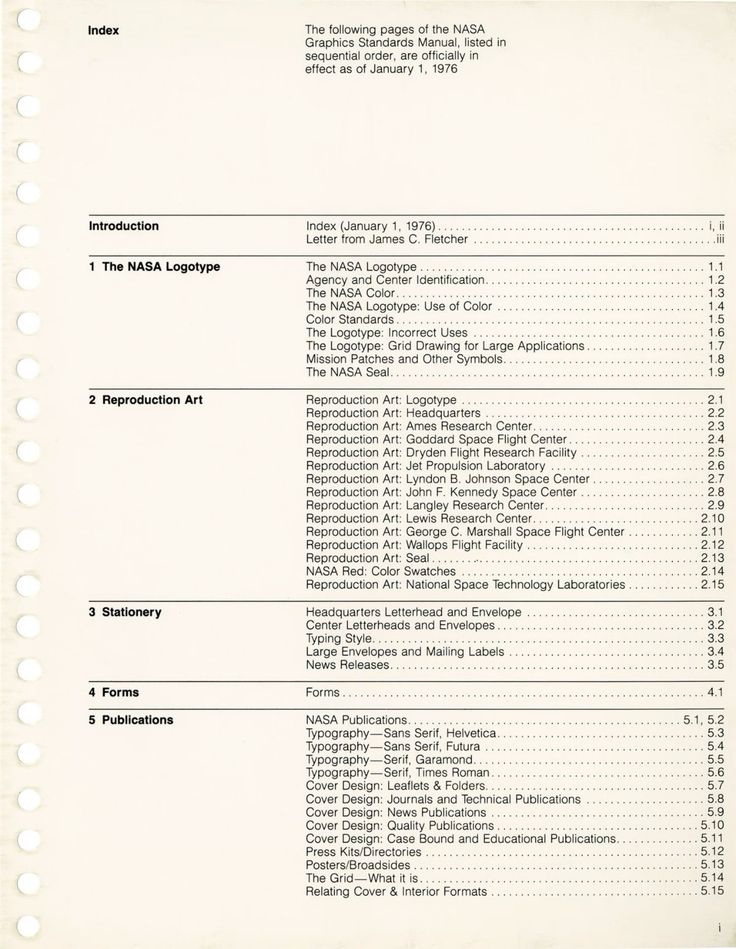 Index
The following pages of the NASA
Graphics Standards Manual, listed in
sequential order, are officially in
effect as of January 1, 1976
Introduction
Index (January 1, 1976) i, ii
Letter from James C. Fletcher iii
1 The NASA Logotype
The NASA Logotype 1.1
Agency and Center Identification 1.2
The NASA Color 1.3
The NASA Logotype: Use of Color 1.4
Color Standards 1.5
The Logotype: Incorrect Uses 1.6
The Logotype: Grid Drawing for Large Applications 1.7
Mission Patches and Other Symbols 1.8
The NASA Seal 1.9
2 Reproduction Art
Reproduction Art: Logotype 2.1
Reproduction Art: Headquarters 2.2
Reproduction Art: Ames Research Center 2.3
Reproduction Art: Goddard Space Flight Center 2.4
Reproduction Art: Dryden Flight Research Facility 2.5
Reproduction Art: Jet Propulsion Laboratory 2.6
Reproduction Art: Lyndon B. Johnson Space Center 2.7
Reproduction Art: John F. Kennedy Space Center 2.8
Reproduction Art: Langley Research Center 2.9
Reproduction Art: Lewis Research Center 2.10
Reproduction Art: George C. Marshall Space Flight Center 2.11
Reproduction Art: Wallops Flight Facility 2.12
Reproduction Art: Seal 2.13
NASA Red: Color Swatches 2.14
Reproduction Art: National Space Technology Laboratories 2.15
3 Stationery
Headquarters Letterhead and Envelope 3.1
Center Letterheads and Envelopes 3.2
Typing Style 3.3
Large Envelopes and Mailing Labels 3.4
News Releases 3.5
4 Forms
Forms 4.1
5 Publications
NASA Publications 5.1, 5.2
Typography—Sans Serif, Helvetica 5.3
Typography—Sans Serif, Futura 5.4
Typography—Serif, Garamond 5.5
Typography—Serif, Times Roman 5.6
Cover Design: Leaflets & Folders 5.7
Cover Design: Journals and Technical Publications 5.8
Cover Design: News Publications 5.9
Cover Design: Quality Publications 5.10
Cover Design: Case Bound and Educational Publications 5.11
Press Kits/Directories 5.12
Posters/Broadsides 5.13
The Grid—What it is 5.14
Relating Cover & Interior Formats 5.15
i